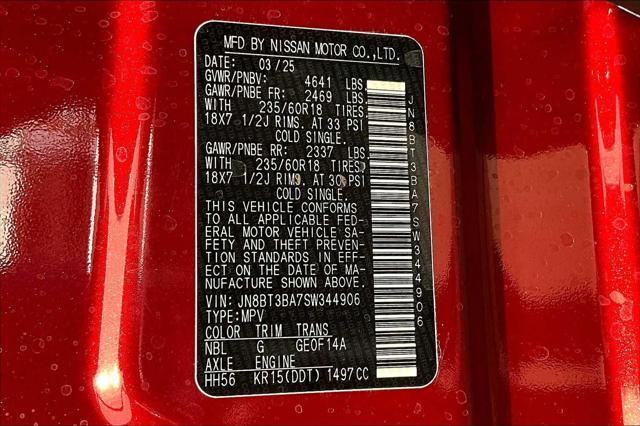 MFD BY NISSAN MOTOR CO.,LTD.
DATE: 03/25
GVWR/PNBV: 4641 LBS.
GAWR/PNBE FR: 2469 LBS.
WITH 235/60R18 TIRES.
18X7 1/2J RIMS. AT 33 PSI
COLD SINGLE.
GAWR/PNBE RR: 2337 LBS.
WITH 235/60R18 TIRES.
18X7 1/2J RIMS. AT 30 PSI
COLD SINGLE.
THIS VEHICLE CONFORMS
TO ALL APPLICABLE FED-
ERAL MOTOR VEHICLE SA-
FETY AND THEFT PREVEN-
TION STANDARDS IN EFF-
ECT ON THE DATE OF MA-
NUFACTURE SHOWN ABOVE.
VIN: JN8BT3BA7SW344906
TYPE:MPV
COLOR TRIM TRANS
NBL G GEOF14A
AXLE ENGINE
HH56 KR15(DDT) 1497CC
JN8BT3BA7SW344906